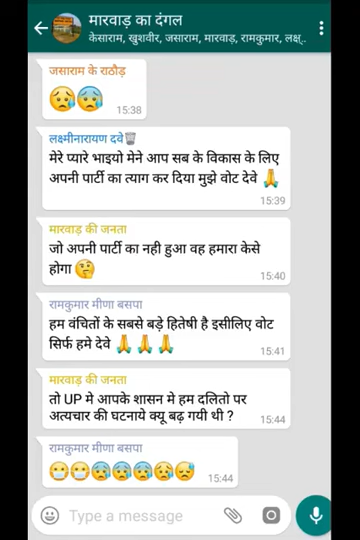 मारवाड़ का दंगल
केसाराम, खुशवीर, जसाराम, मारवाड़, रामकुमार, लक्ष्..
जसाराम के राठौड़
😥😰
15:38
लक्ष्मीनारायण दवे🗑
मेरे प्यारे भाइयो मेने आप सब के विकास के लिए
अपनी पार्टी का त्याग कर दिया मुझे वोट देवे 🙏
15:39
मारवाड़ की जनता
जो अपनी पार्टी का नही हुआ वह हमारा केसे
होगा 🤔
15:40
रामकुमार मीणा बसपा
हम वंचितों के सबसे बड़े हितेषी है इसीलिए वोट
सिर्फ हमे देवे 🙏🙏🙏
15:41
मारवाड़ की जनता
तो UP मे आपके शासन मे हम दलितो पर
अत्यचार की घटनाये क्यू बढ़ गयी थी ?
15:44
रामकुमार मीणा बसपा
😷😷😰😰😰😥😓
15:44
Type a message